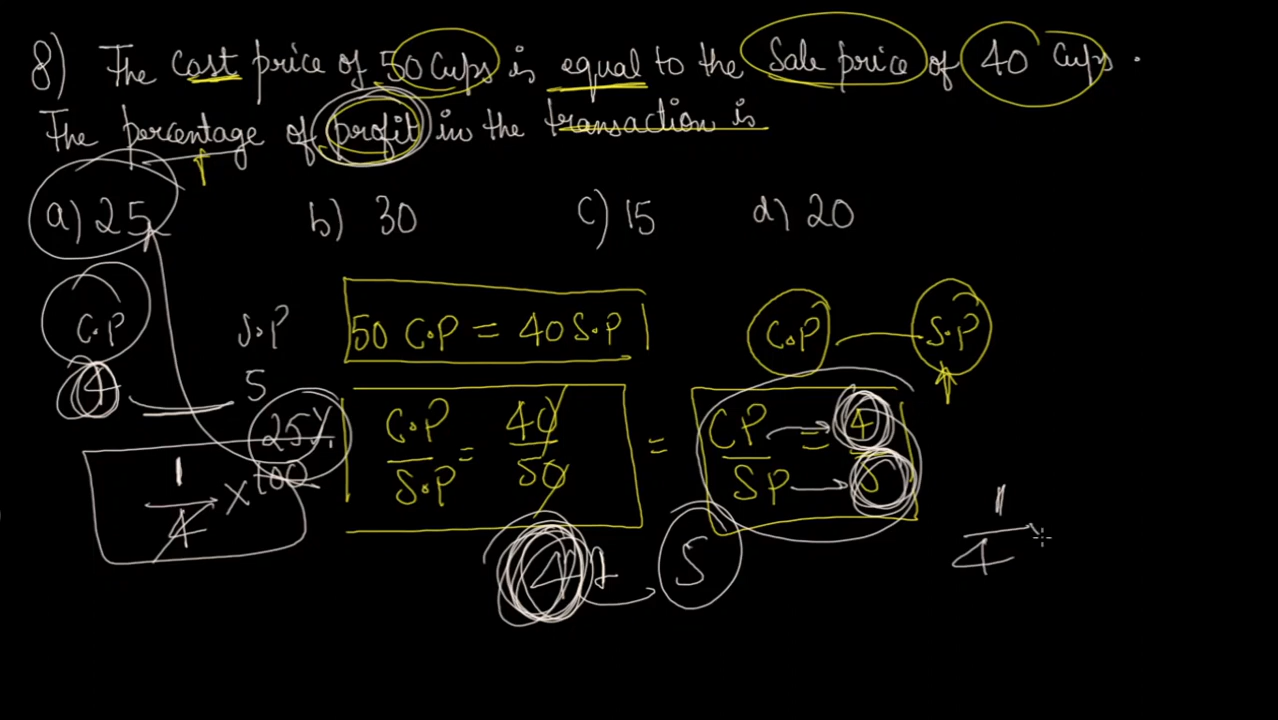 8) The cost price of 50 Cups is equal to the Sale price of 40 Cups.
The percentage of profit in the transaction is
a) 25 b) 30 c) 15 d) 20
C.P S.P 50 C.P = 40 S.P C.P S.P
4 5
25% C.P/S.P = 40/50 = CP/SP = 4/5
1/4 × 100
4 5 1/4